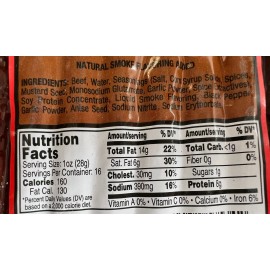 NATURAL SMOKE FLAVORING ADDED
INGREDIENTS: Beef, Water, Seasoning (Salt, Corn Syrup Solids, Spices,
Mustard Seed, Monosodium Glutamate, Garlic Powder, Spice
Soy Protein Concentrate, Liquid Smoke Flavoring, Black Pepper,
Garlic Powder, Anise Seed, Sodium Nitrite, Sodium Erythorbate.
Nutrition
Facts
Serving Size: 1oz (28g)
Servings Per Container: 16
Calories 160
Fat Cal. 130
*Percent Daily Values (DV) are
based on a 2,000 calorie diet.
Amount/serving % DV*
Total Fat 14g 22%
Sat. Fat 6g 30%
Cholest. 30mg 10%
Sodium 390mg 16%
Amount/serving % DV*
Total Carb. <1g 1%
Fiber 0g 0%
Sugars 1g
Protein 6g
Vitamin A 0% • Vitamin C 0% • Calcium 0% • Iron 6%